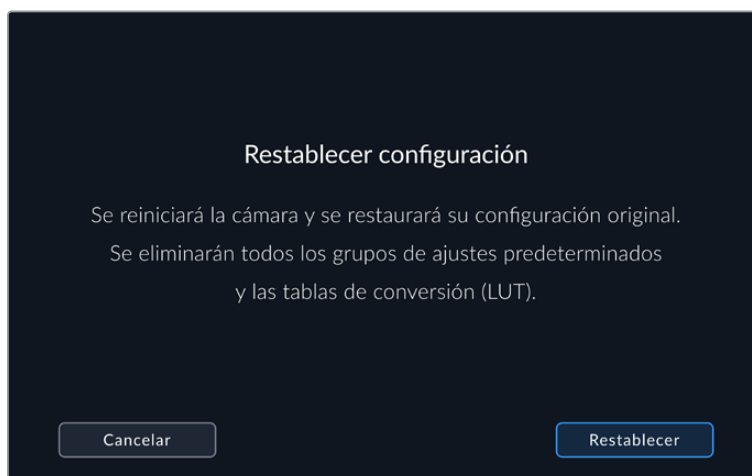 Restablecer configuración
Se reiniciará la cámara y se restaurará su configuración original.
Se eliminarán todos los grupos de ajustes predeterminados
y las tablas de conversión (LUT).
Cancelar
Restablecer